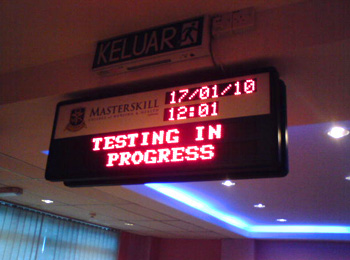 KELUAR
MASTERSKILL
17/01/10
12:01
TESTING IN
PROGRESS